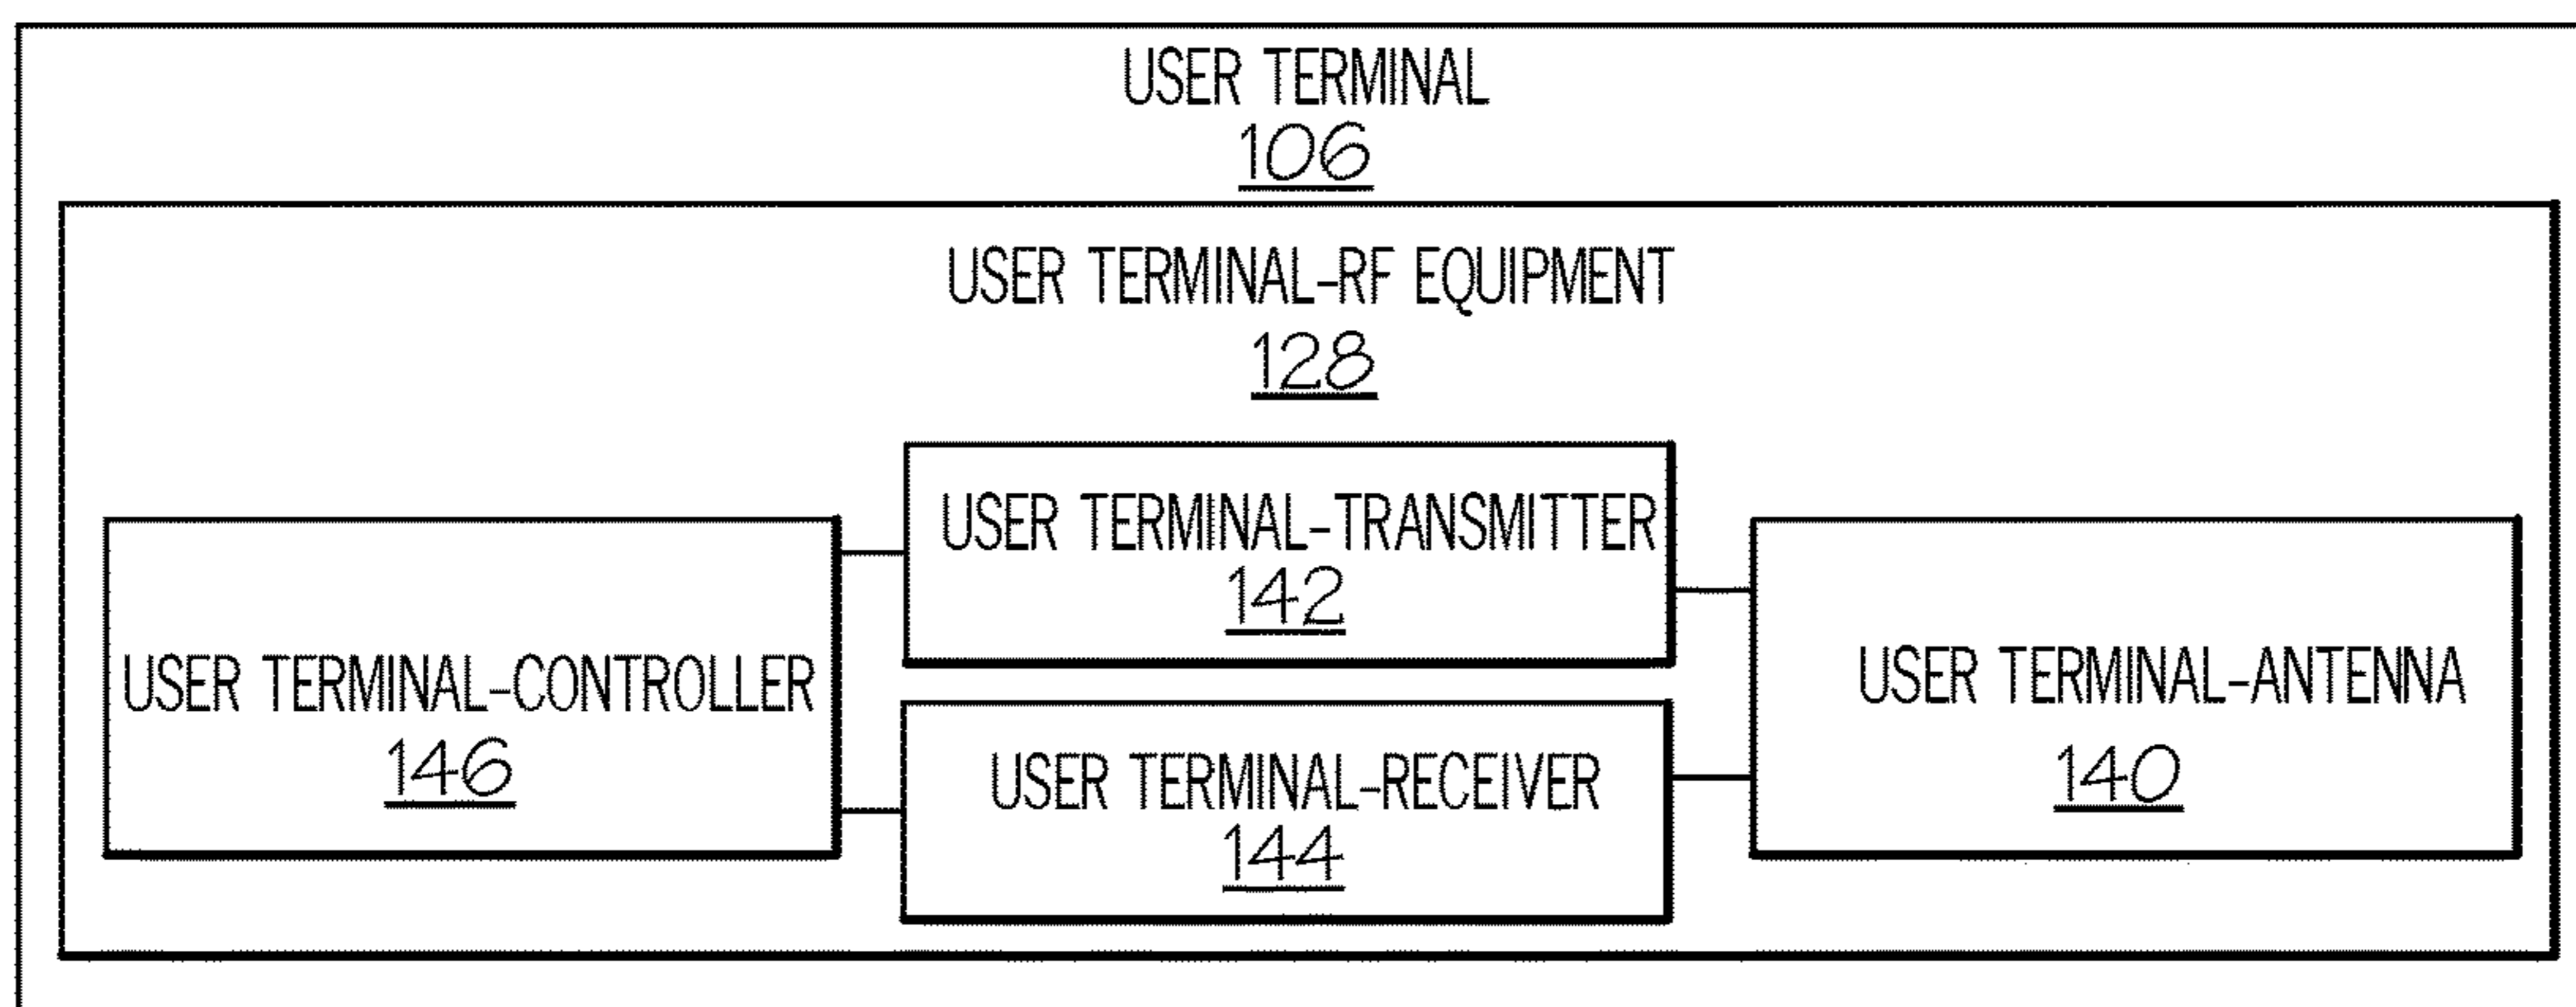 USER TERMINAL
106
USER TERMINAL-RF EQUIPMENT
128
USER TERMINAL-TRANSMITTER
142
USER TERMINAL-CONTROLLER
146
USER TERMINAL-RECEIVER
144
USER TERMINAL-ANTENNA
140